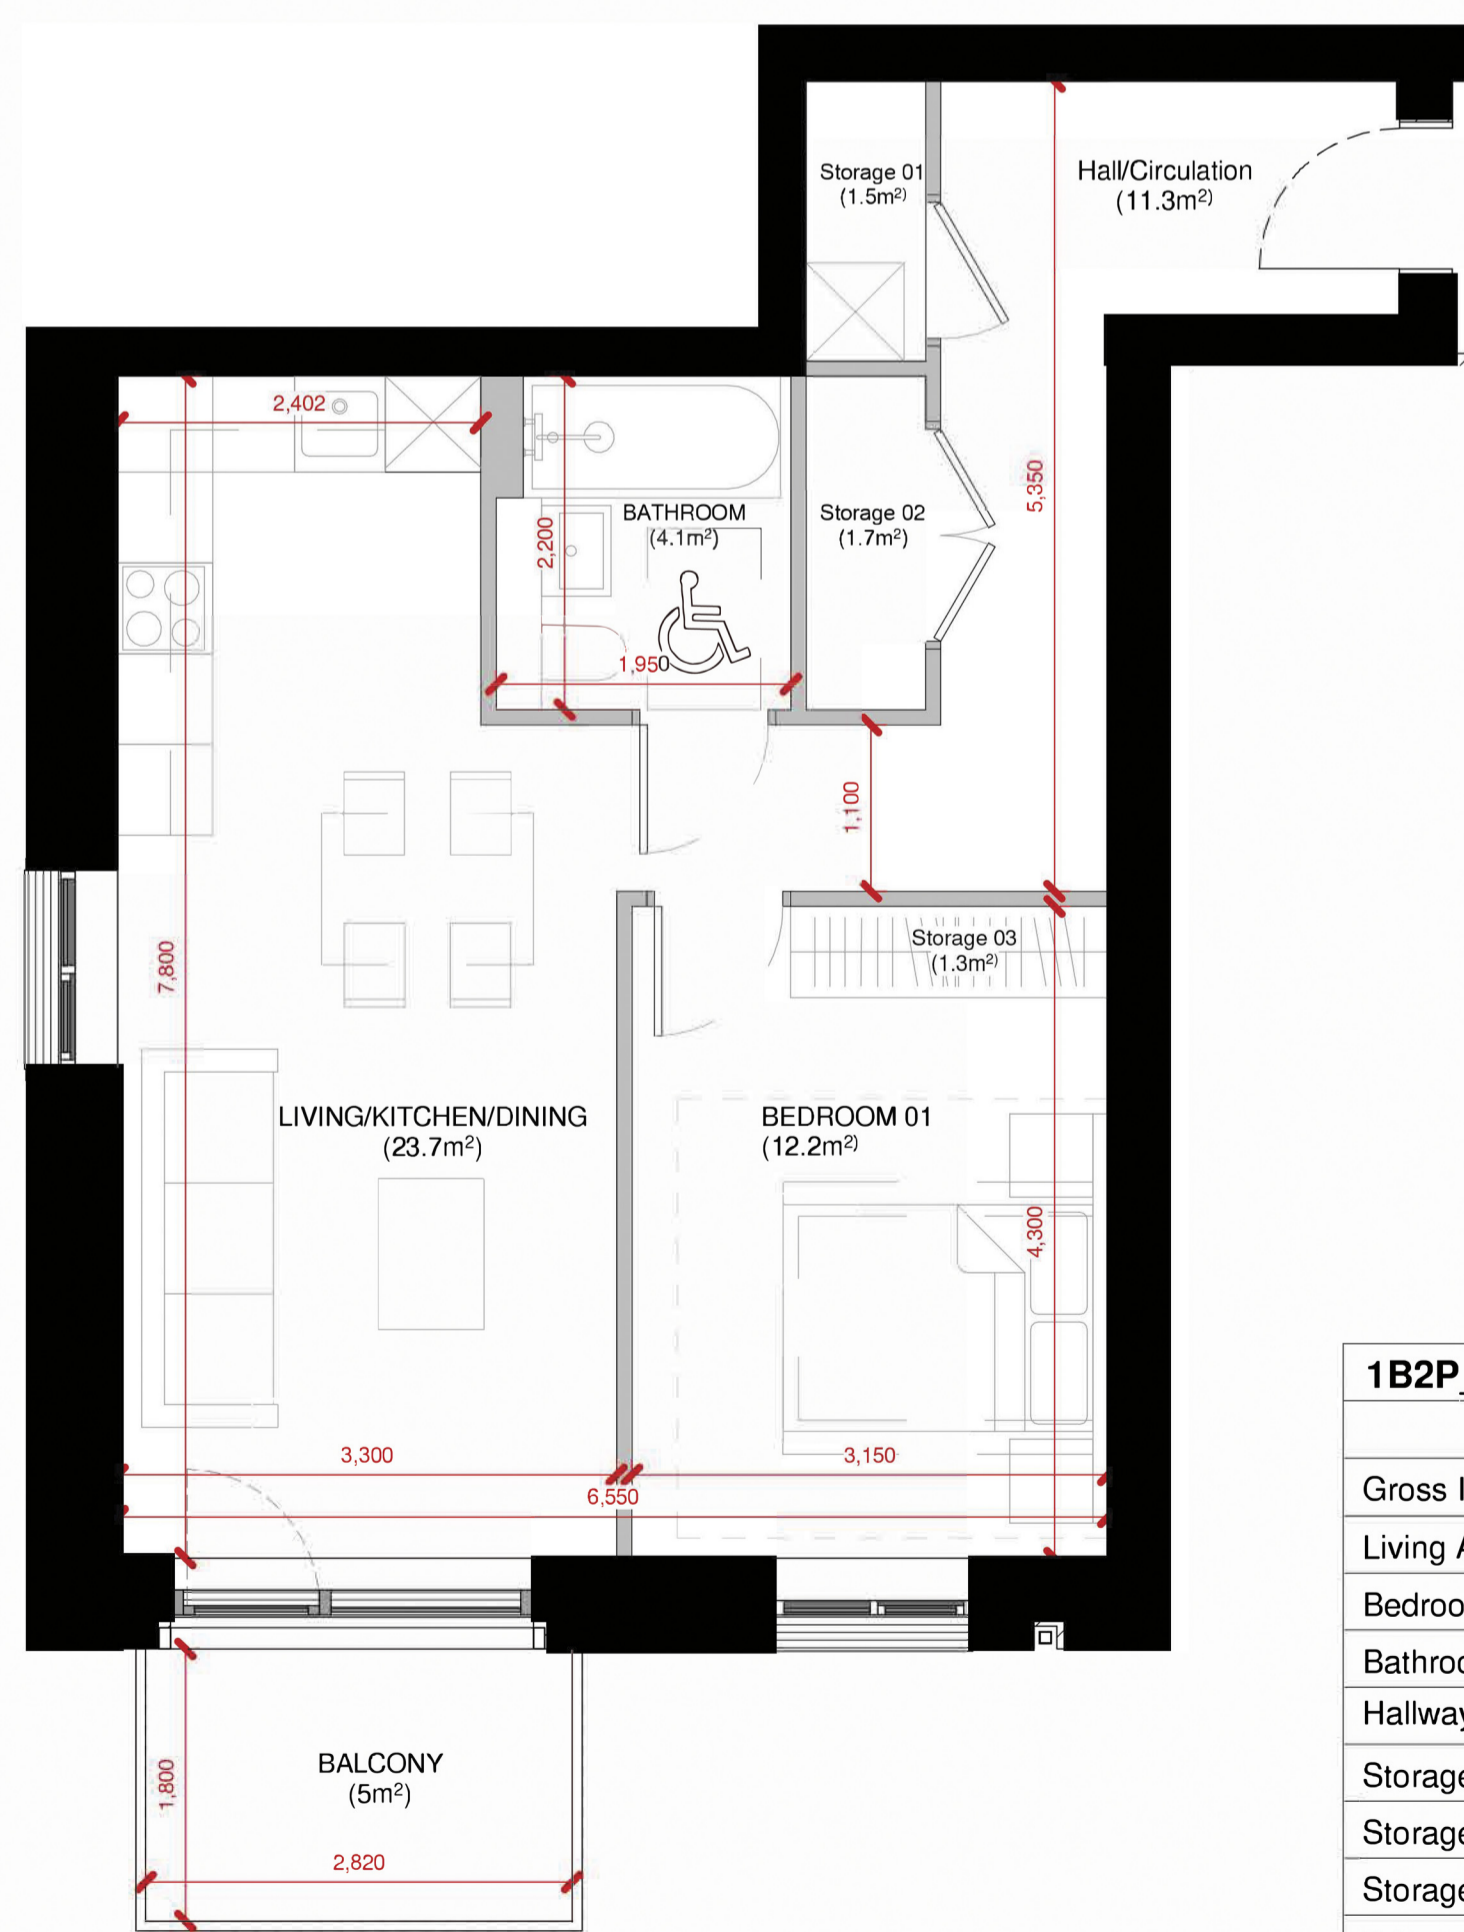 Storage 01
(1.5m²)
Hall/Circulation
(11.3m²)
2,402
5,350
BATHROOM
(4.1m²)
2,200
1,950
Storage 02
(1.7m²)
1,100
7,800
Storage 03
(1.3m²)
LIVING/KITCHEN/DINING
(23.7m²)
BEDROOM 01
(12.2m²)
4,300
3,300
3,150
6,550
BALCONY
(5m²)
1,800
2,820
1B2P_
Gross I
Living A
Bedroo
Bathroo
Hallway
Storage
Storage
Storage